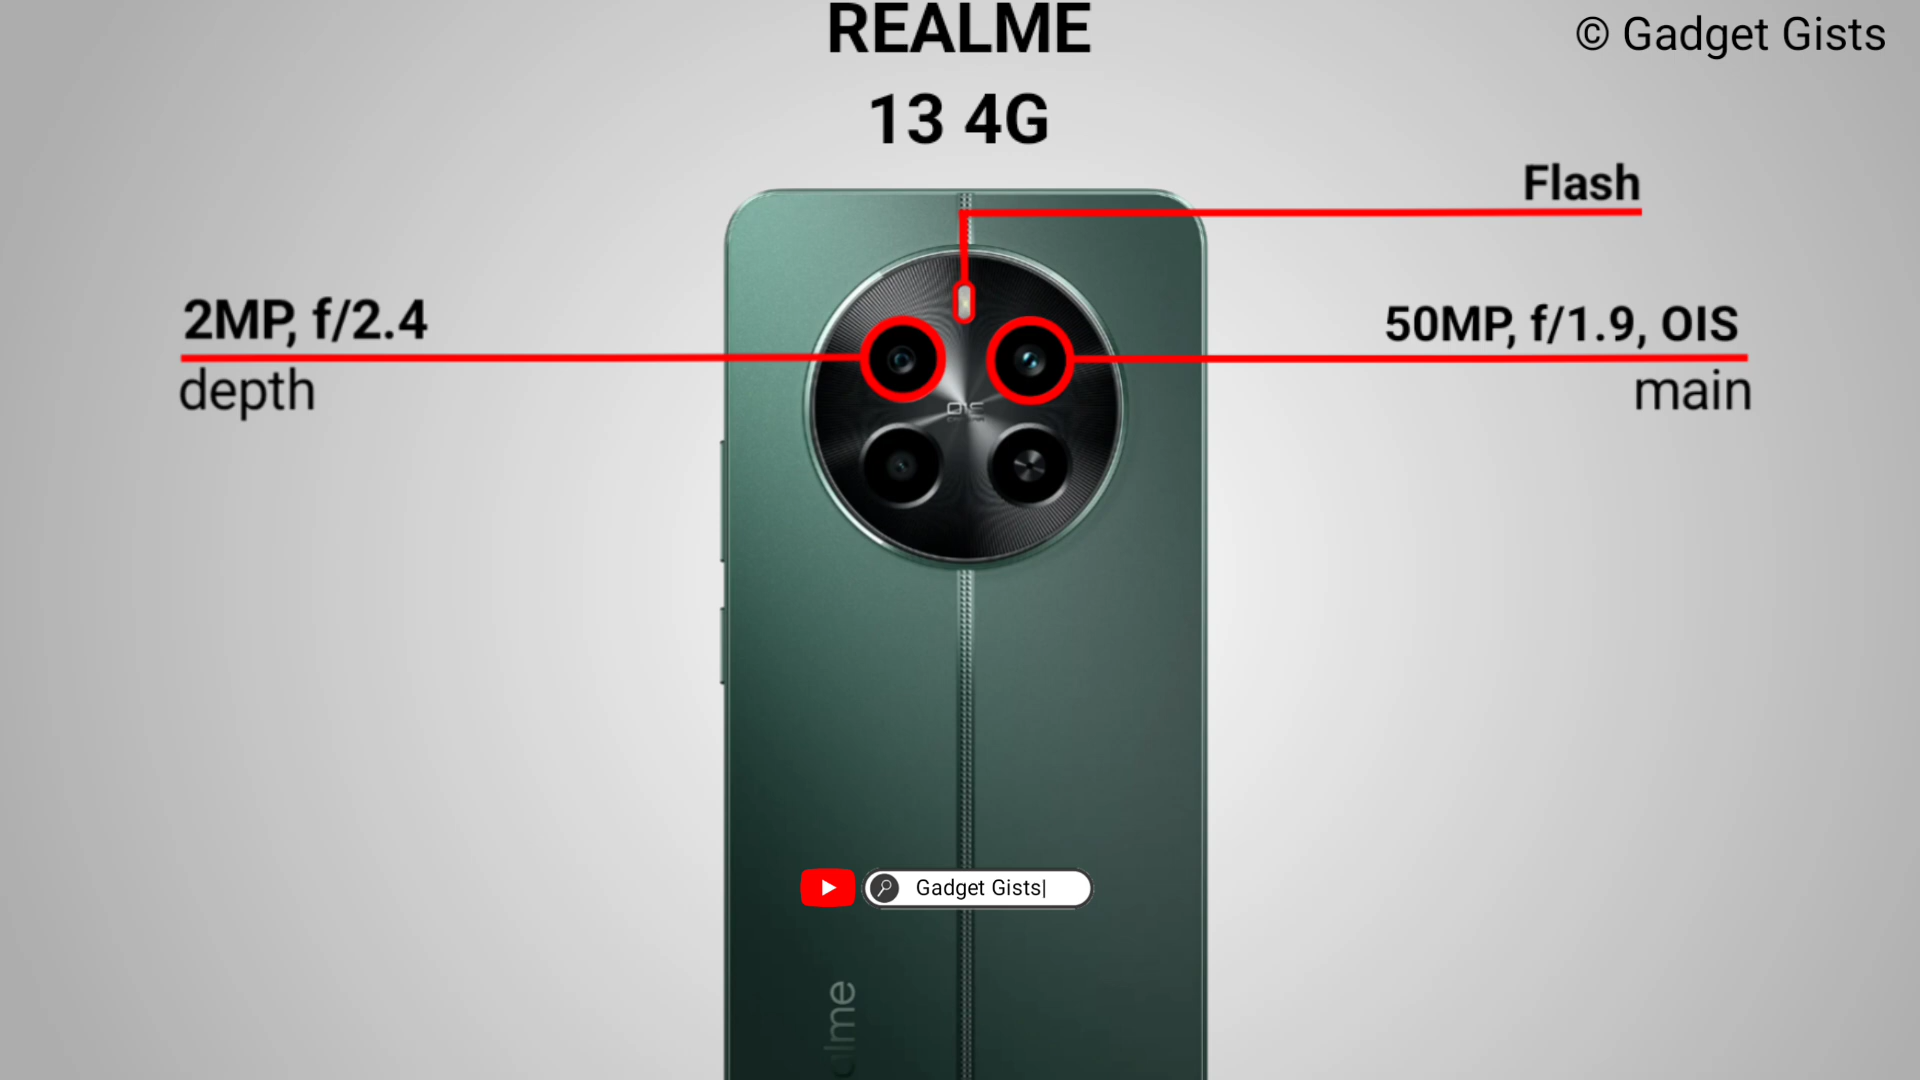 REALME
13 4G
© Gadget Gists
Flash
2MP, f/2.4
depth
50MP, f/1.9, OIS
main
OIS
Gadget Gists
alme